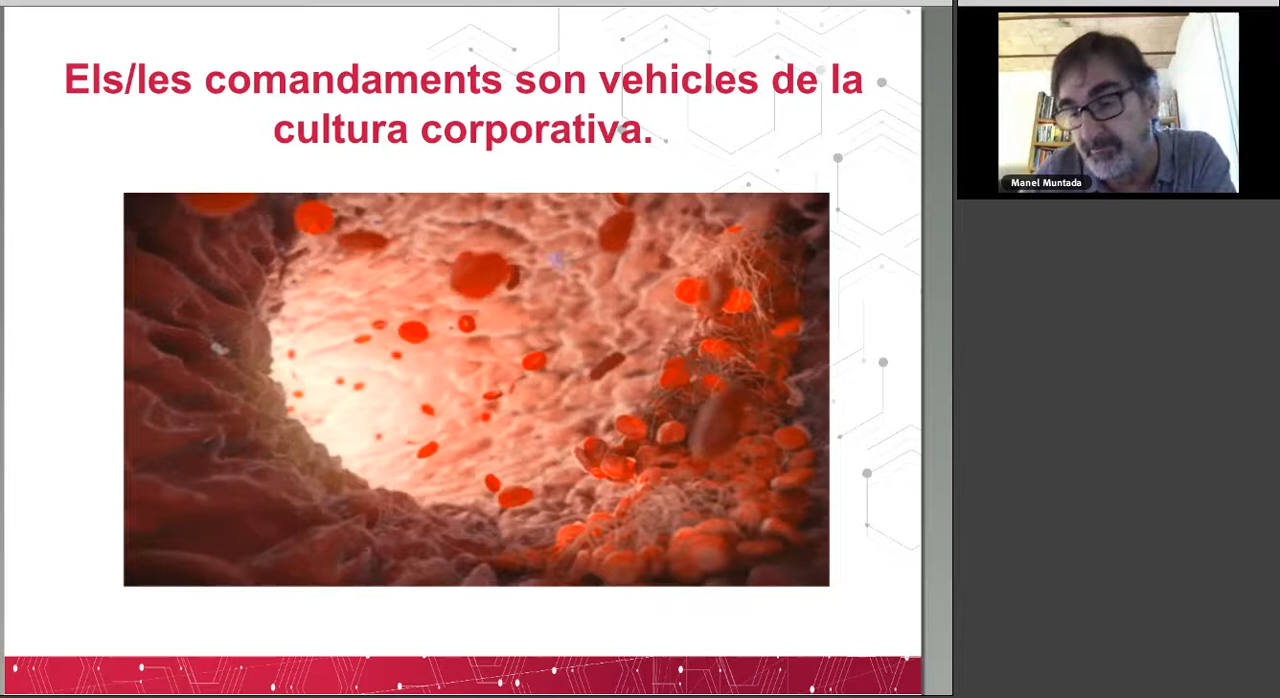 Els/les comandaments son vehicles de la
cultura corporativa.
Manel Muntada